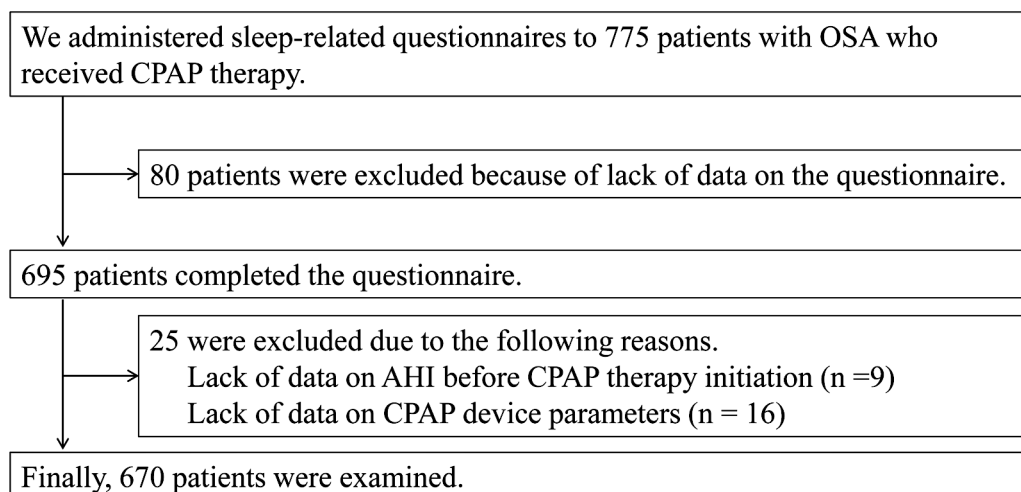 We administered sleep-related questionnaires to 775 patients with OSA who
received CPAP therapy.
80 patients were excluded because of lack of data on the questionnaire.
695 patients completed the questionnaire.
25 were excluded due to the following reasons.
Lack of data on AHI before CPAP therapy initiation (n =9)
Lack of data on CPAP device parameters (n = 16)
Finally, 670 patients were examined.